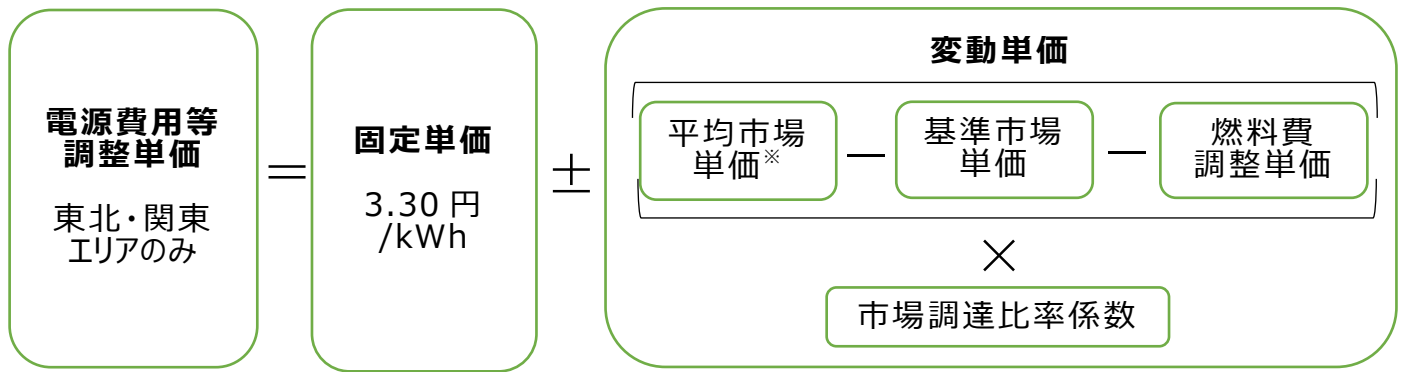 電源費用等
調整単価
東北・関東
エリアのみ
＝
固定単価
3.30 円
/kWh
±
変動単価
平均市場
単価※
―
基準市場
単価
―
燃料費
調整単価
×
市場調達比率係数